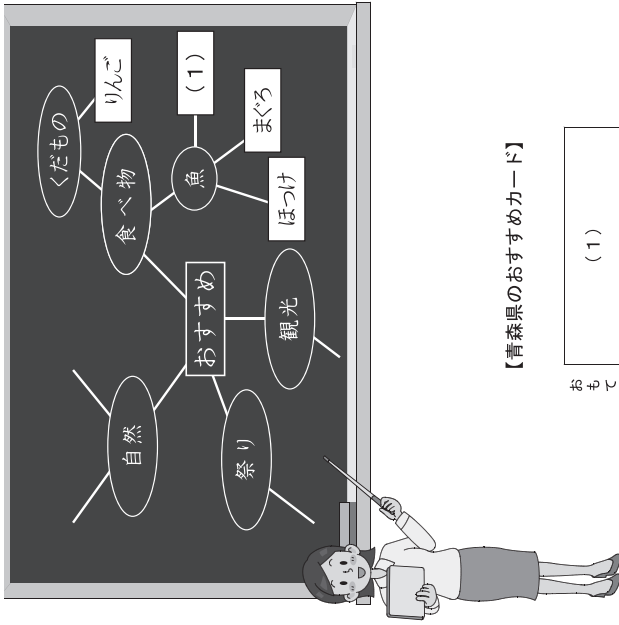 おすすめ
食べ物
くだもの
りんご
魚
(1)
まぐろ
ほっけ
観光
祭り
自然
【青森県のおすすめカード】
おもて
(1)